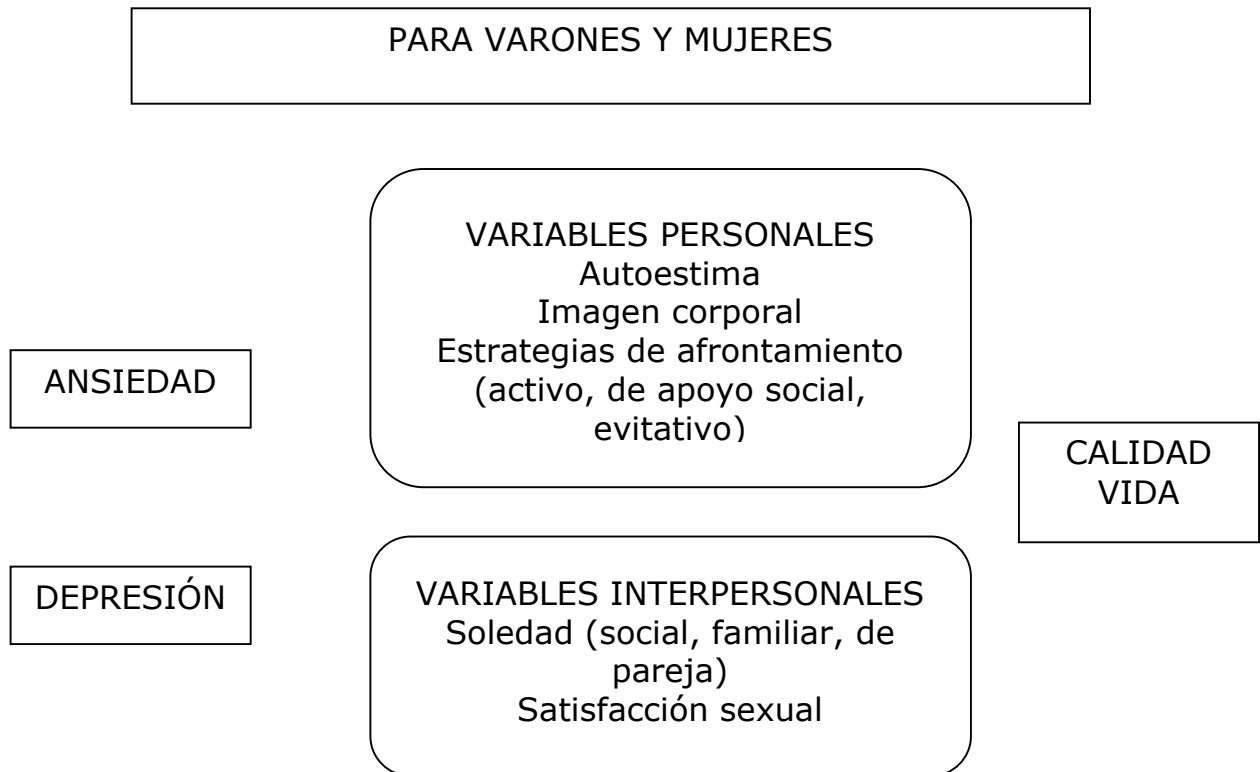 PARA VARONES Y MUJERES
VARIABLES PERSONALES
Autoestima
Imagen corporal
Estrategias de afrontamiento
(activo, de apoyo social,
evitativo)
ANSIEDAD
CALIDAD
VIDA
DEPRESIÓN
VARIABLES INTERPERSONALES
Soledad (social, familiar, de
pareja)
Satisfacción sexual